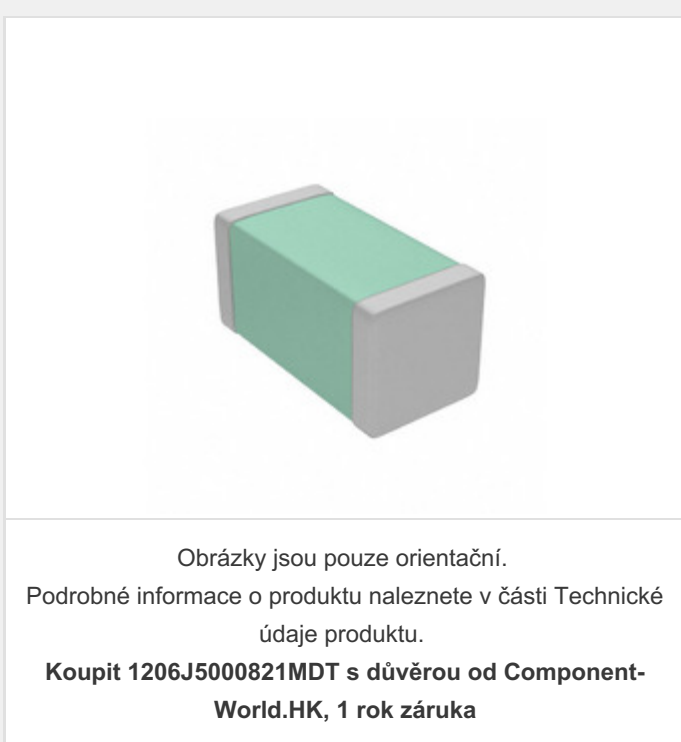 Obrázky jsou pouze orientační.
Podrobné informace o produktu naleznete v části Technické
údaje produktu.
Koupit 1206J5000821MDT s důvěrou od Component-
World.HK, 1 rok záruka